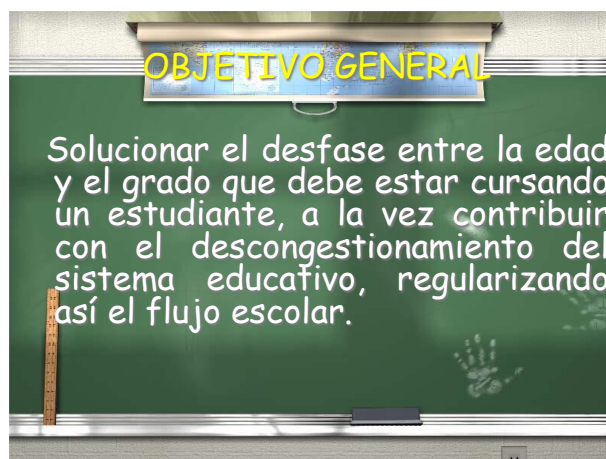 OBJETIVO GENERAL
Solucionar el desfase entre la edad
y el grado que debe estar cursando
un estudiante, a la vez contribuir
con el descongestionamiento del
sistema educativo, regularizando
así el flujo escolar.